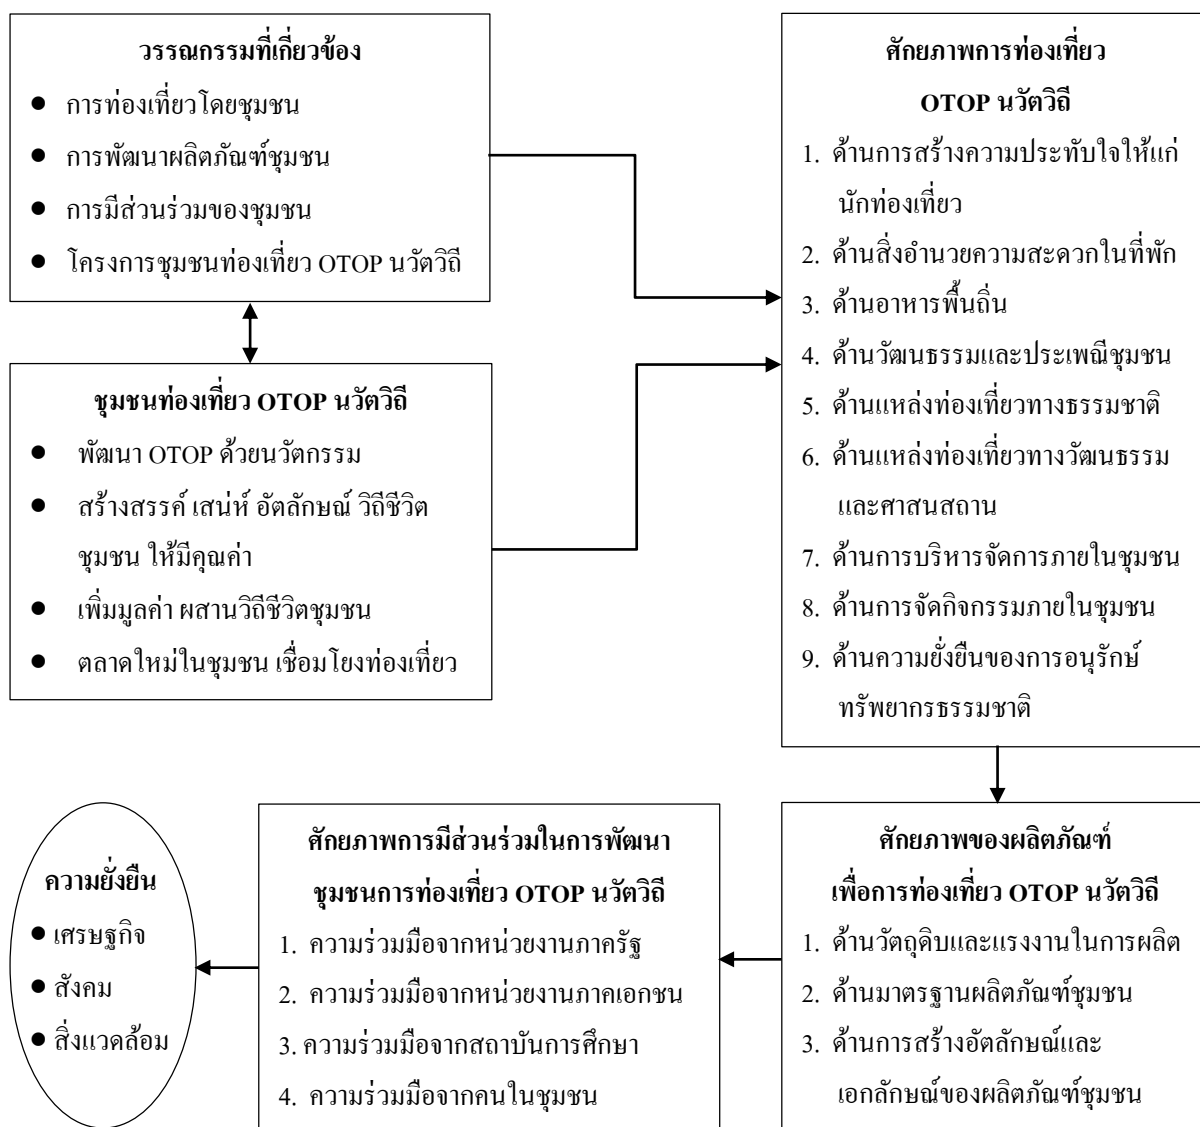 วรรณกรรมที่เกี่ยวข้อง
● การท่องเที่ยวโดยชุมชน
● การพัฒนาผลิตภัณฑ์ชุมชน
● การมีส่วนร่วมของชุมชน
● โครงการชุมชนท่องเที่ยว OTOP นวัตวิถี
ชุมชนท่องเที่ยว OTOP นวัตวิถี
● พัฒนา OTOP ด้วยนวัตกรรม
● สร้างสรรค์ เสน่ห์ อัตลักษณ์ วิถีชีวิต
ชุมชน ให้มีคุณค่า
● เพิ่มมูลค่า ผสานวิถีชีวิตชุมชน
● ตลาดใหม่ในชุมชน เชื่อมโยงท่องเที่ยว
ศักยภาพการท่องเที่ยว
OTOP นวัตวิถี
1. ด้านการสร้างความประทับใจให้แก่
นักท่องเที่ยว
2. ด้านสิ่งอำนวยความสะดวกในที่พัก
3. ด้านอาหารพื้นถิ่น
4. ด้านวัฒนธรรมและประเพณีชุมชน
5. ด้านแหล่งท่องเที่ยวทางธรรมชาติ
6. ด้านแหล่งท่องเที่ยวทางวัฒนธรรม
และศาสนสถาน
7. ด้านการบริหารจัดการภายในชุมชน
8. ด้านการจัดกิจกรรมภายในชุมชน
9. ด้านความยั่งยืนของการอนุรักษ์
ทรัพยากรธรรมชาติ
ศักยภาพของผลิตภัณฑ์
เพื่อการท่องเที่ยว OTOP นวัตวิถี
1. ด้านวัตถุดิบและแรงงานในการผลิต
2. ด้านมาตรฐานผลิตภัณฑ์ชุมชน
3. ด้านการสร้างอัตลักษณ์และ
เอกลักษณ์ของผลิตภัณฑ์ชุมชน
ศักยภาพการมีส่วนร่วมในการพัฒนา
ชุมชนการท่องเที่ยว OTOP นวัตวิถี
1. ความร่วมมือจากหน่วยงานภาครัฐ
2. ความร่วมมือจากหน่วยงานภาคเอกชน
3. ความร่วมมือจากสถาบันการศึกษา
4. ความร่วมมือจากคนในชุมชน
ความยั่งยืน
● เศรษฐกิจ
● สังคม
● สิ่งแวดล้อม